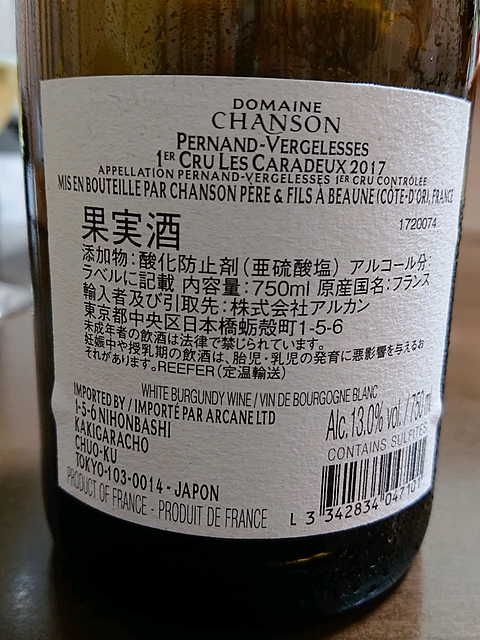 DOMAINE
CHANSON
PERNAND-VERGELESSES
1ER CRU LES CARADEUX 2017
APPELLATION PERNAND-VERGELESSES 1ER CRU CONTRÔLÉE
MIS EN BOUTEILLE PAR CHANSON PÈRE & FILS À BEAUNE (CÔTE-D'OR), FRANCE
果実酒
1720074
添加物:酸化防止剤(亜硫酸塩) アルコール分:
ラベルに記載 内容量:750ml 原産国名:フランス
輸入者及び引取先:株式会社アルカン
東京都中央区日本橋蛎殻町1-5-6
未成年者の飲酒は法律で禁じられています。
妊娠中や授乳期の飲酒は、胎児・乳児の発育に悪影響を与えるお
それがあります。REEFER(定温輸送)
WHITE BURGUNDY WINE / VIN DE BOURGOGNE BLANC
IMPORTED BY / IMPORTÉ PAR ARCANE LTD
1-5-6 NIHONBASHI
KAKIGARACHO
CHUO-KU
TOKYO-103-0014 - JAPON
PRODUCT OF FRANCE - PRODUIT DE FRANCE
Alc. 13.0% vol. / 750 ml
CONTAINS SULFITES
L 3 342834 047101